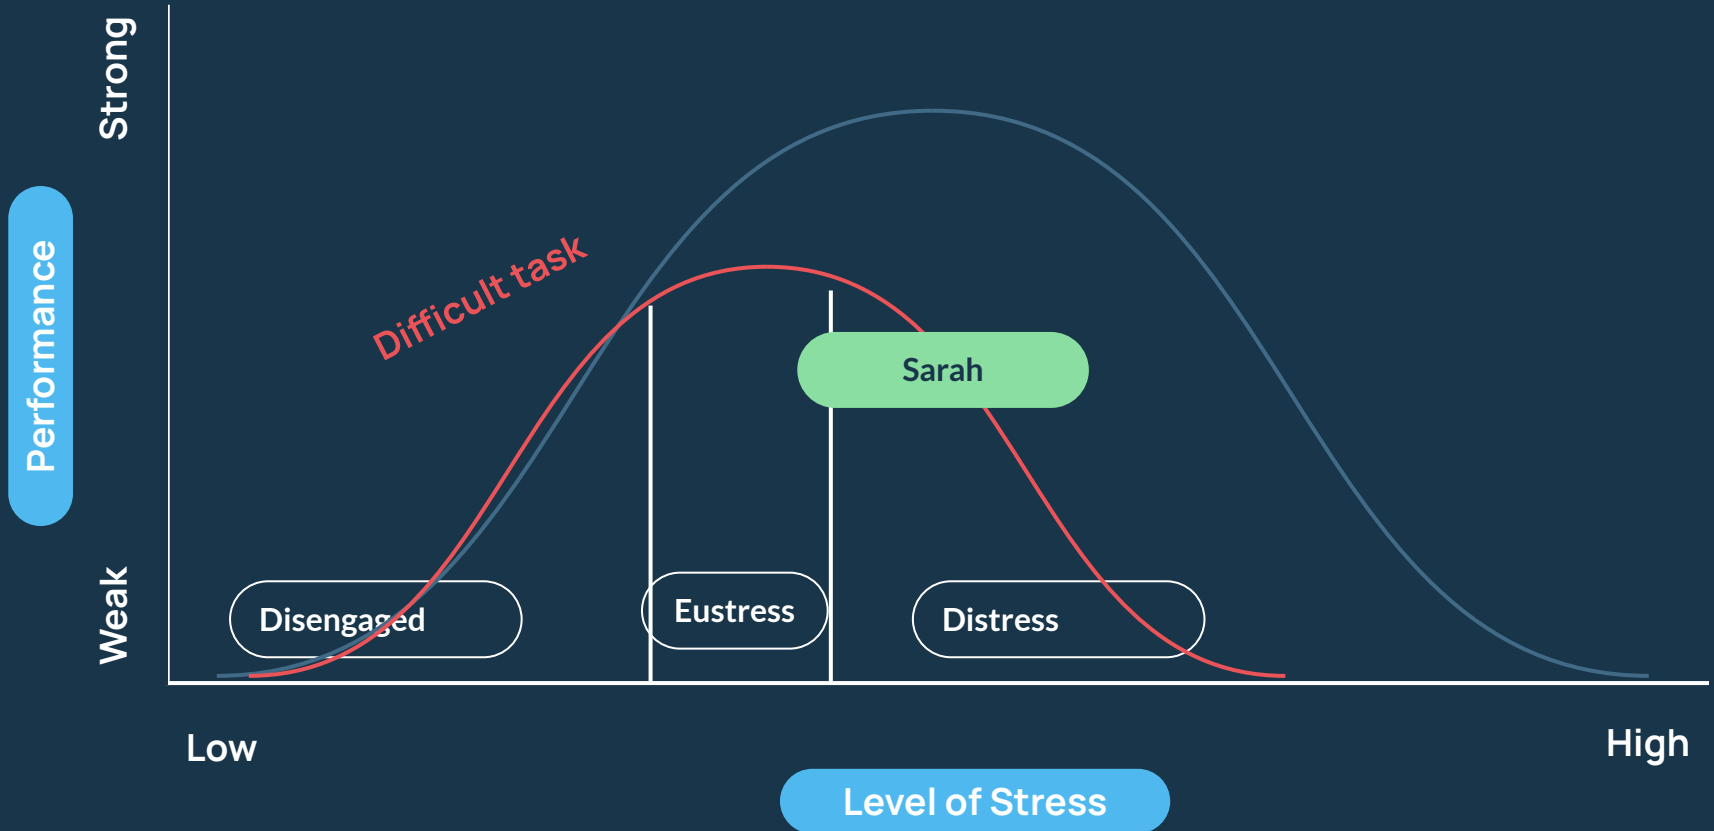 Strong
Performance
Weak
Difficult task
Sarah
Disengaged
Eustress
Distress
Low
High
Level of Stress